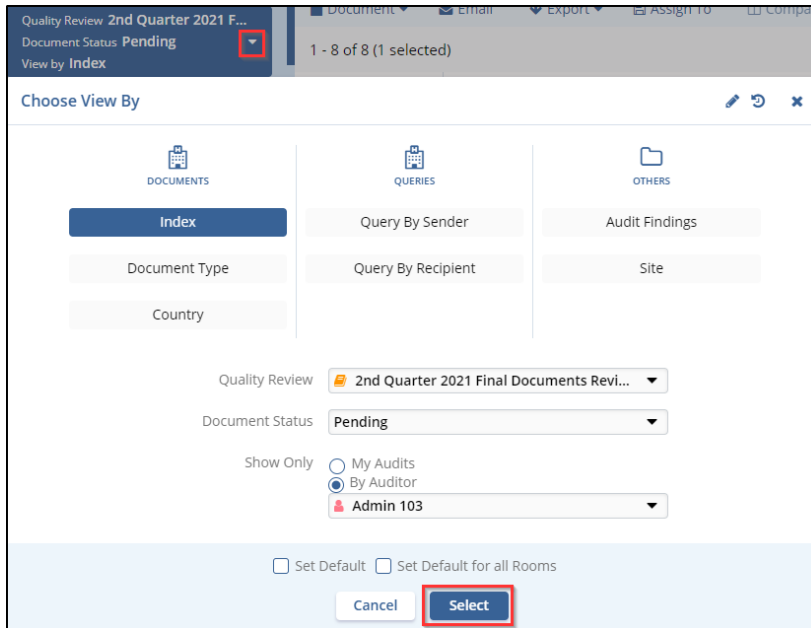 Quality Review 2nd Quarter 2021 F...
Document Status Pending
View by Index
Document Email Export Assign To Compa
1 - 8 of 8 (1 selected)
Choose View By
DOCUMENTS QUERIES OTHERS
Index Query By Sender Audit Findings
Document Type Query By Recipient Site
Country
Quality Review 2nd Quarter 2021 Final Documents Revi...
Document Status Pending
Show Only My Audits
By Auditor
Admin 103
Set Default Set Default for all Rooms
Cancel Select